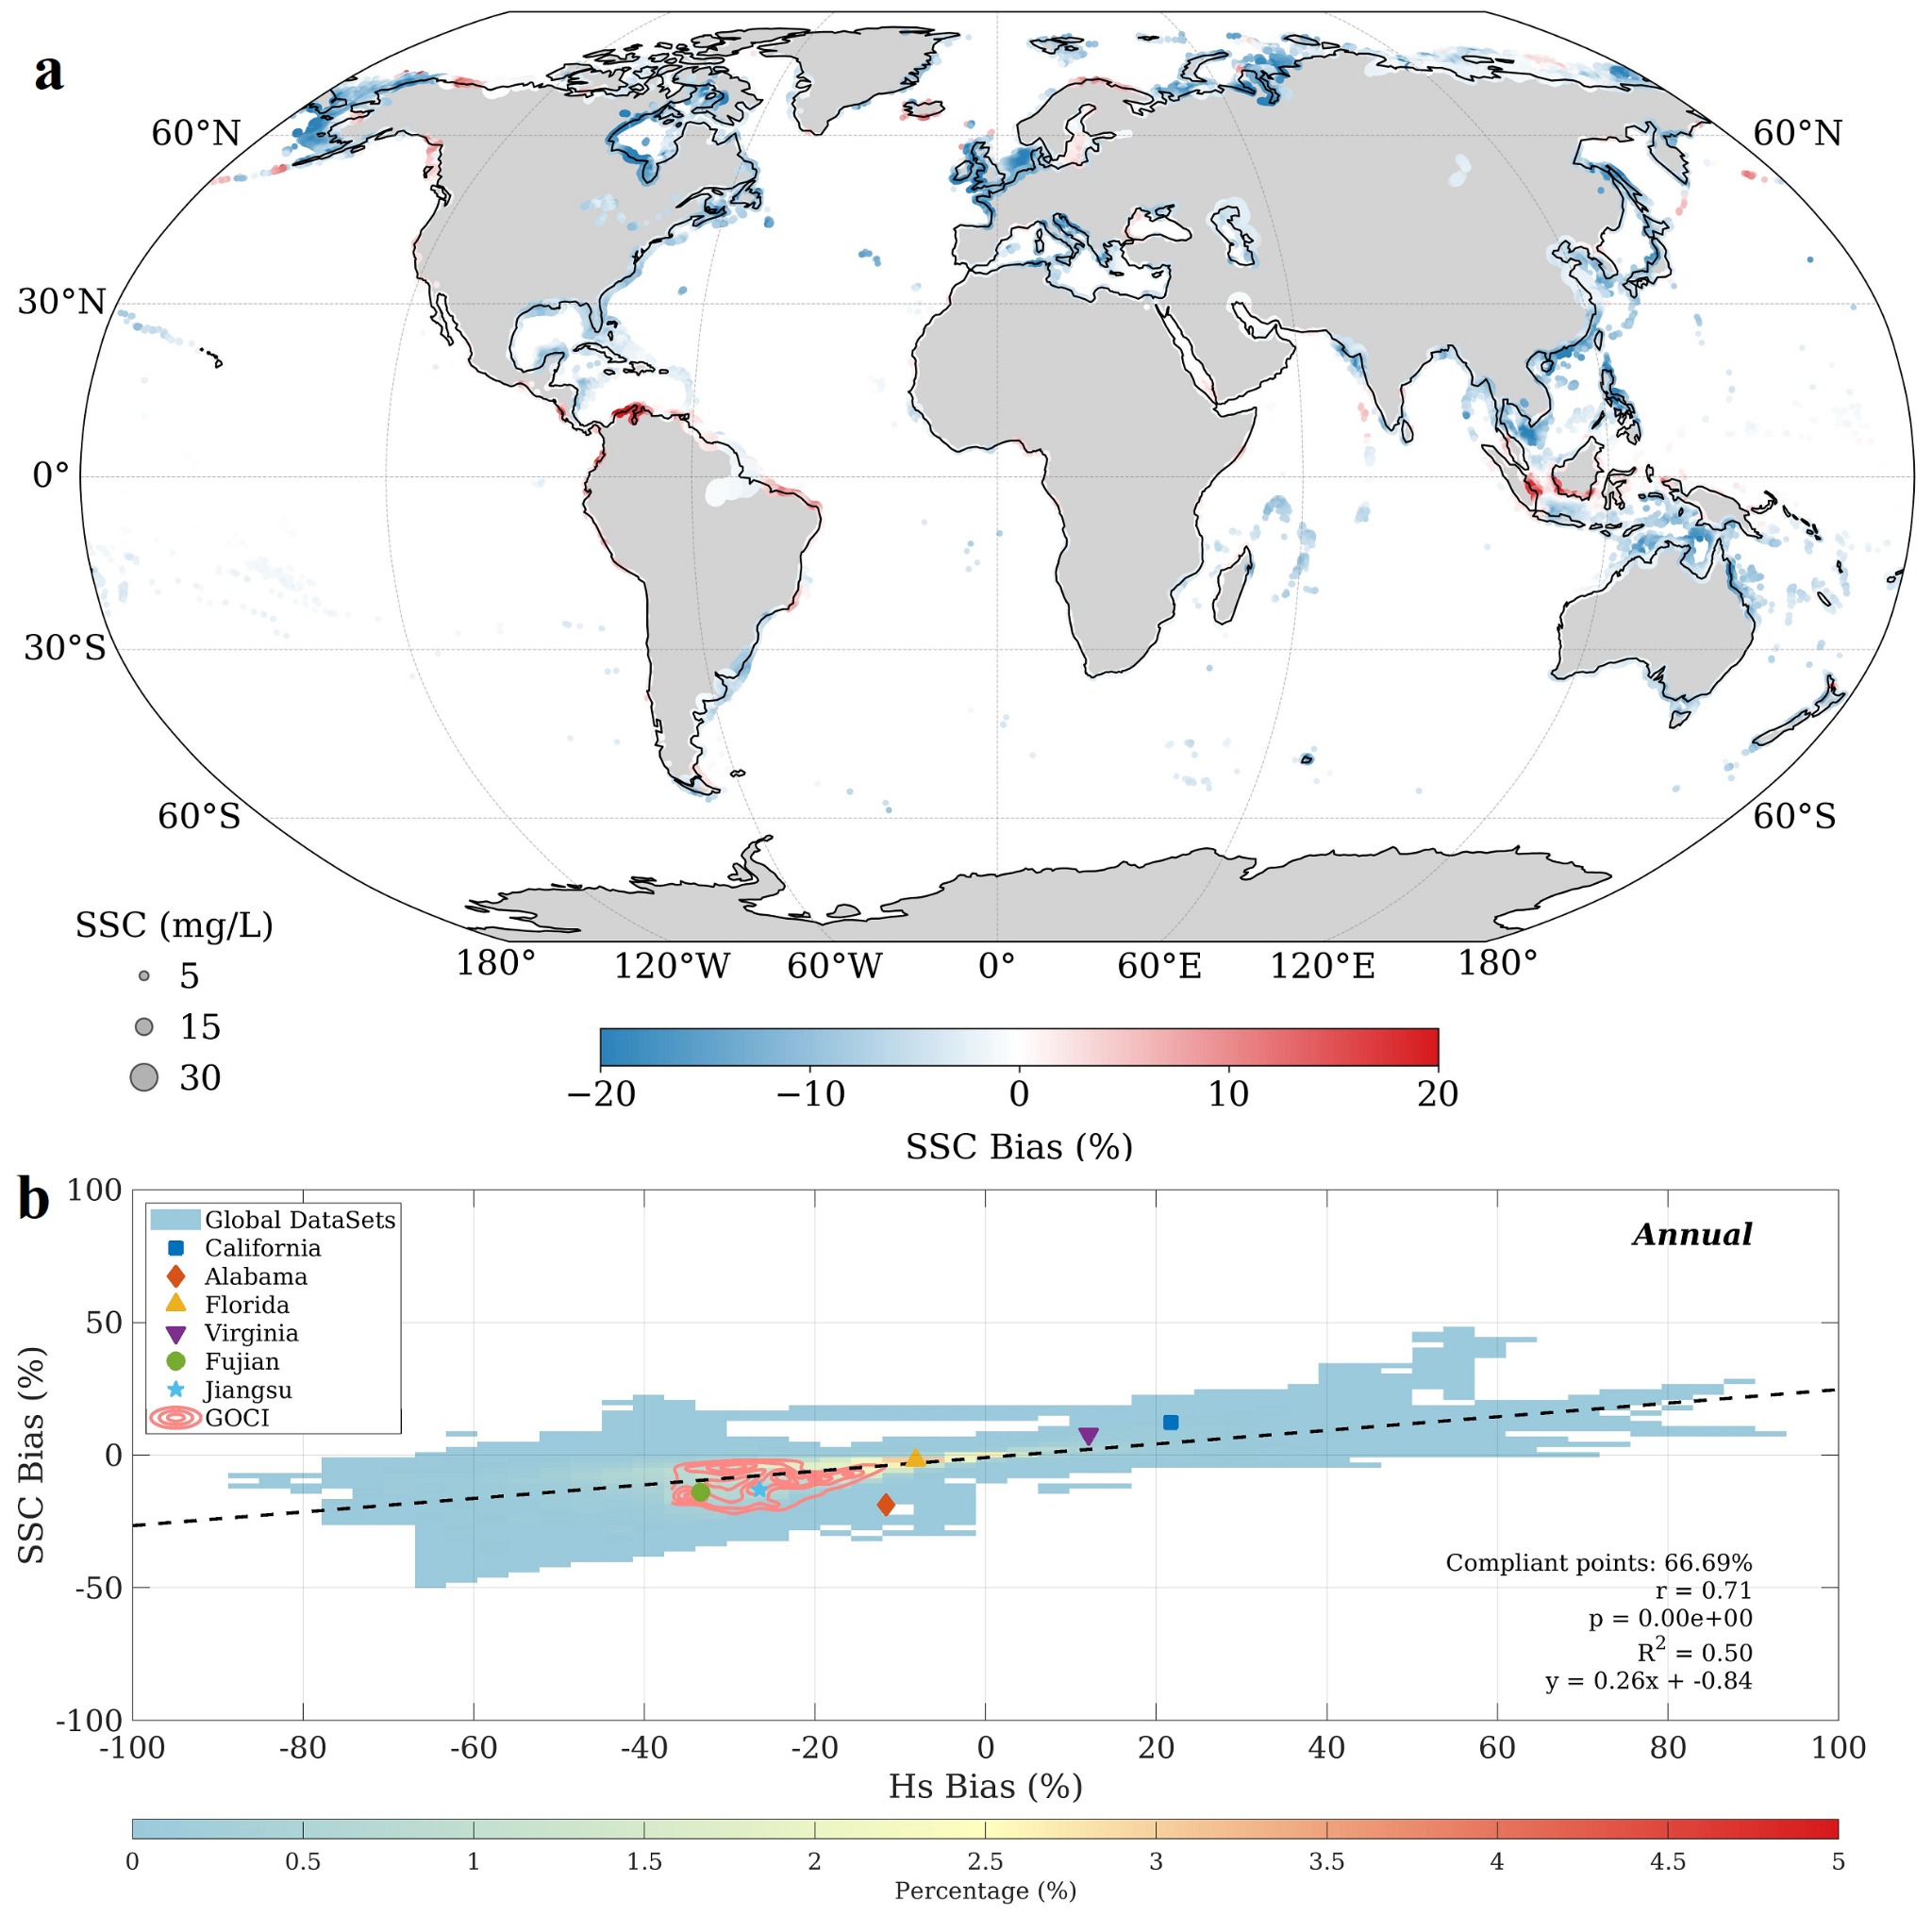 a
60°N 60°N
30°N
0°
30°S
60°S 60°S
180° 120°W 60°W 0° 60°E 120°E 180°
SSC (mg/L)
5
15
30
−20 −10 0 10 20
SSC Bias (%)
b
Annual
Global DataSets
California
Alabama
Florida
Virginia
Fujian
Jiangsu
GOCI
100
50
0
-50
-100
SSC Bias (%)
Compliant points: 66.69%
r = 0.71
p = 0.00e+00
R² = 0.50
y = 0.26x + -0.84
-100 -80 -60 -40 -20 0 20 40 60 80 100
Hs Bias (%)
0 0.5 1 1.5 2 2.5 3 3.5 4 4.5 5
Percentage (%)